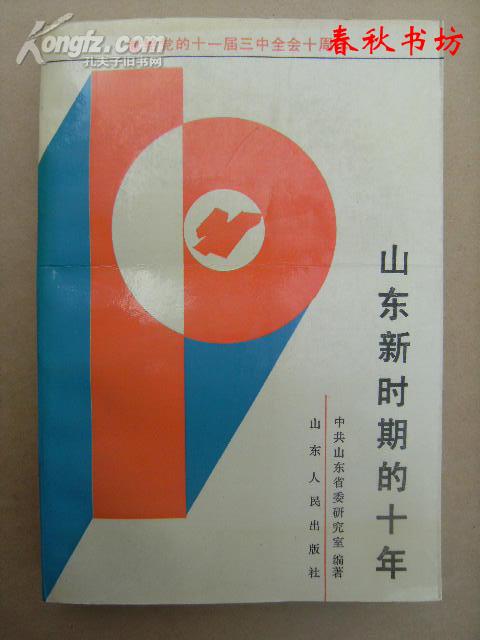 Kongfz.com
孔夫子旧书网
党的十一届三中全会十周
春秋书坊
山东新时期的十年
中共山东省委研究室 编著
山东人民出版社